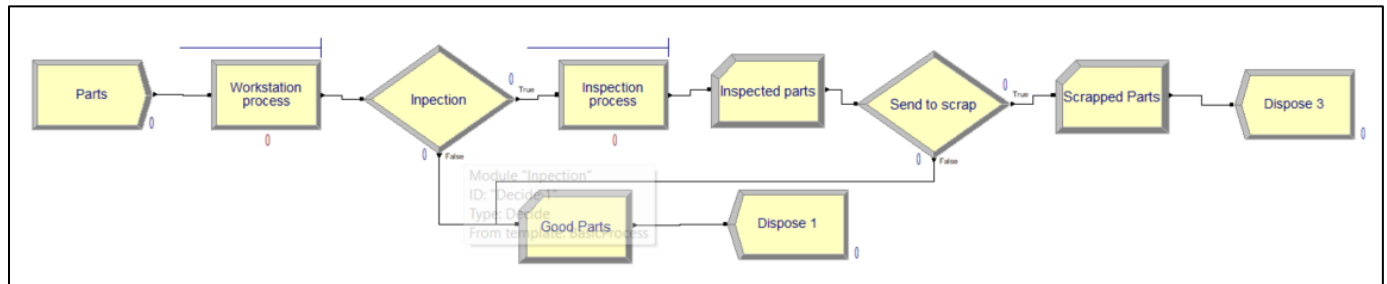 Parts
0
Workstation
process
0
Inpection
0
True
0
False
Inspection
process
0
Inspected parts
Send to scrap
0
True
0
False
Scrapped Parts
Dispose 3
0
Module "Inpection"
ID: "Decide 1"
Type: Decide
From template: BasicProcess
Good Parts
Dispose 1
0